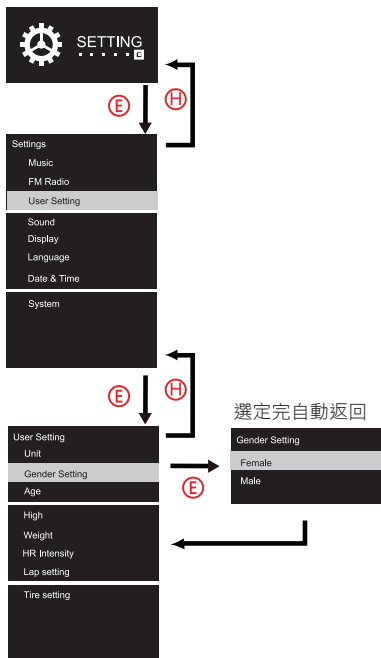 SETTING
E
H
Settings
Music
FM Radio
User Setting
Sound
Display
Language
Date & Time
System
E
H
選定完自動返回
User Setting
Unit
Gender Setting
Age
E
Gender Setting
Female
Male
High
Weight
HR Intensity
Lap setting
Tire setting